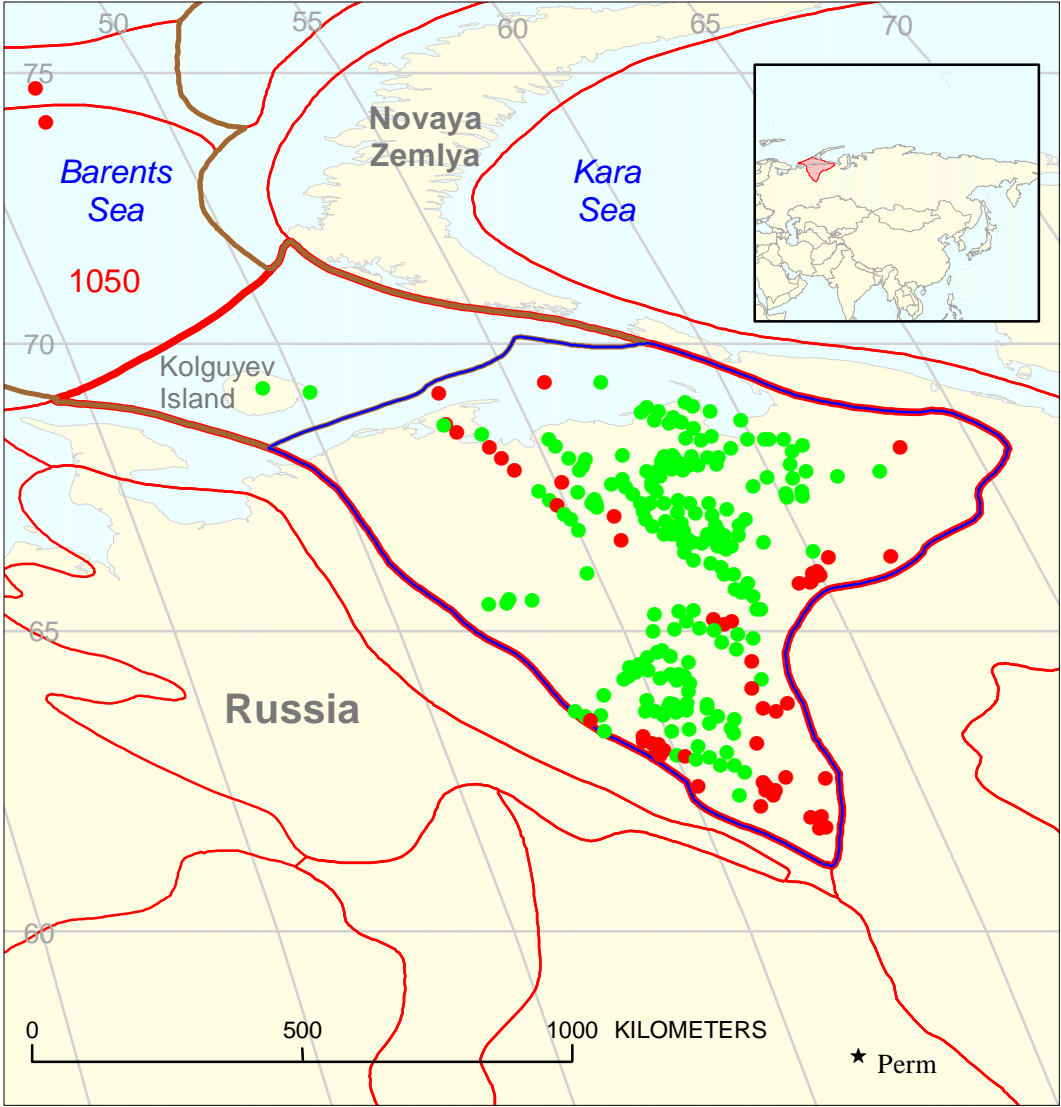 50
55
60
65
70
75
Novaya
Zemlya
Barents
Sea
Kara
Sea
1050
70
Kolguyev
Island
65
Russia
60
0
500
1000 KILOMETERS
Perm